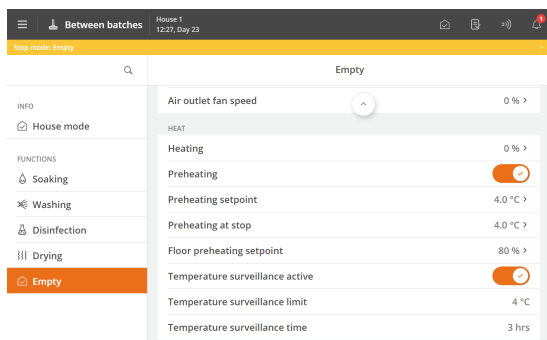 Between batches
House 1
12:27, Day 23
1
Stop mode: Empty
Empty
INFO
House mode
FUNCTIONS
Soaking
Washing
Disinfection
Drying
Empty
Air outlet fan speed 0 %
HEAT
Heating 0 %
Preheating
Preheating setpoint 4.0 °C
Preheating at stop 4.0 °C
Floor preheating setpoint 80 %
Temperature surveillance active
Temperature surveillance limit 4 °C
Temperature surveillance time 3 hrs